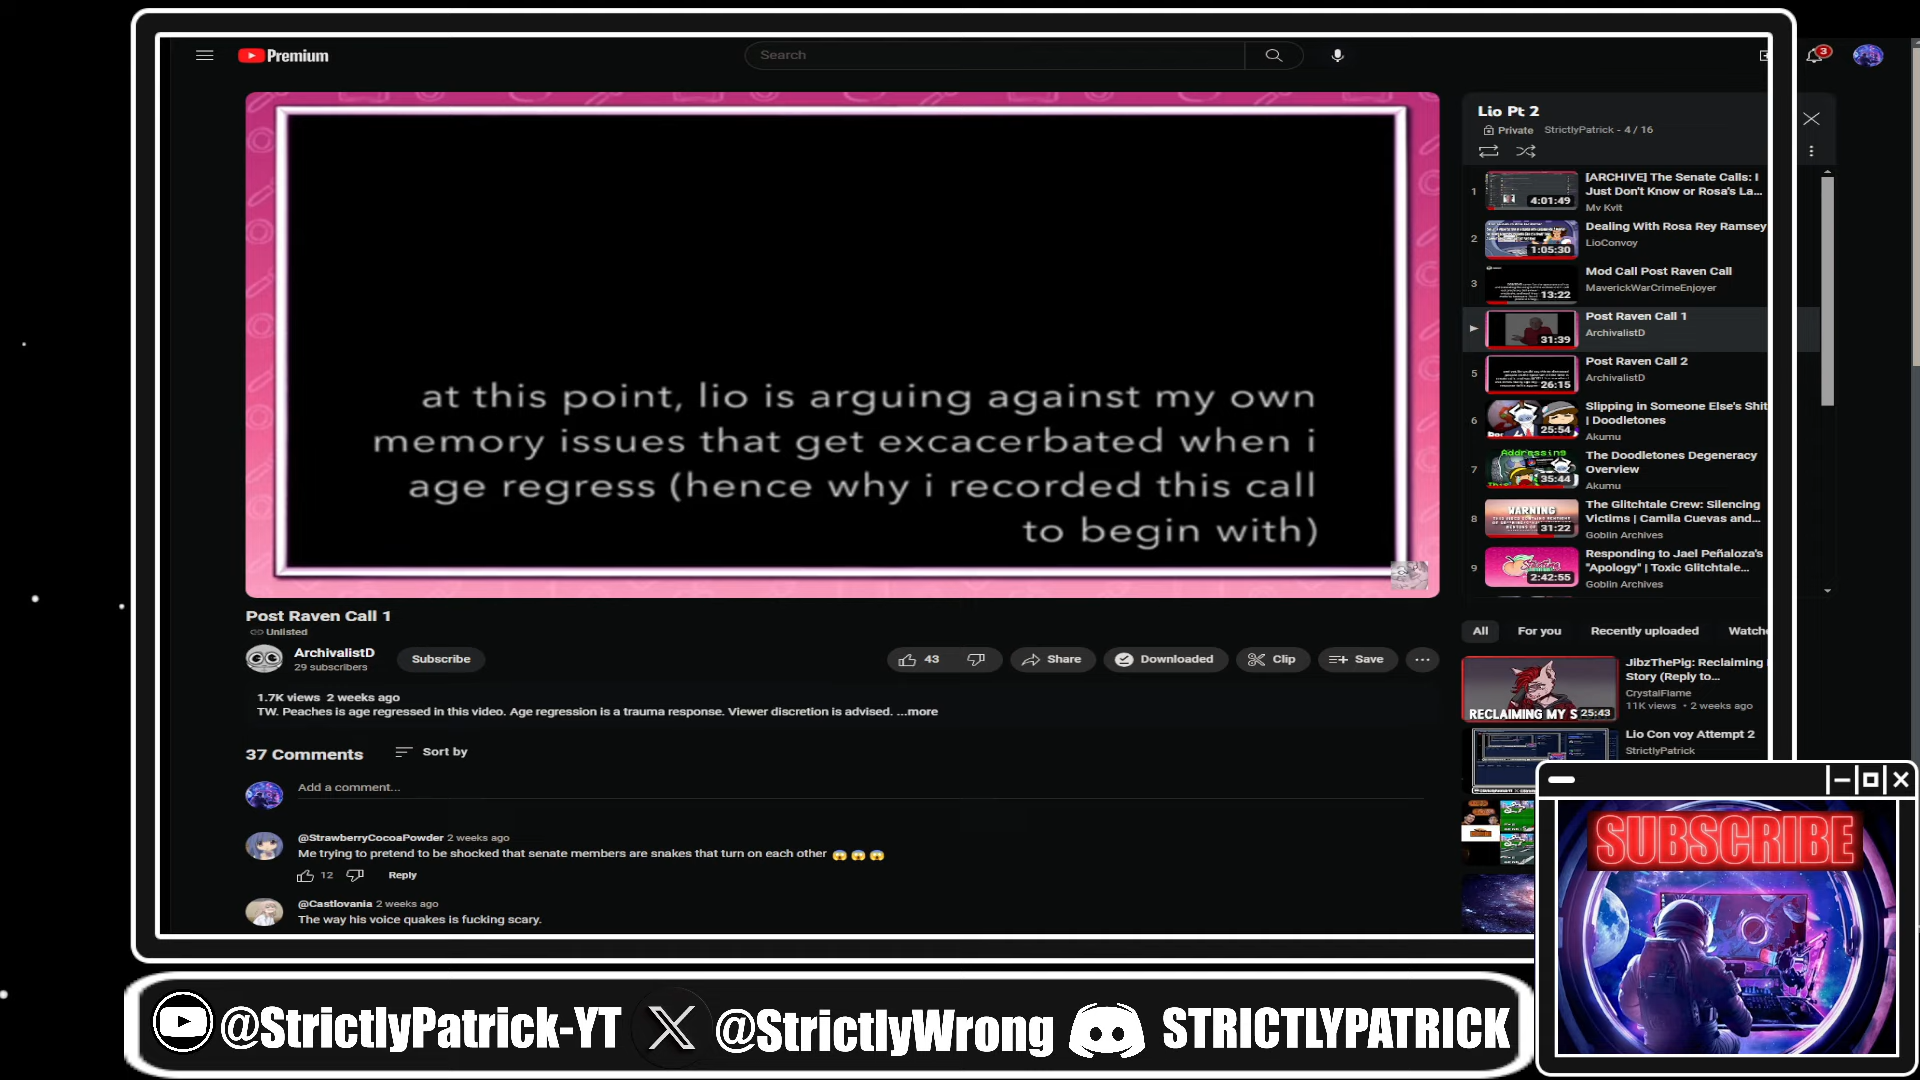 Premium
Search
3
at this point, lio is arguing against my own
memory issues that get excacerbated when i
age regress (hence why i recorded this call
to begin with)
Post Raven Call 1
Unlisted
ArchivalistD
29 subscribers
Subscribe
43
Share
Downloaded
Clip
Save
1.7K views 2 weeks ago
TW. Peaches is age regressed in this video. Age regression is a trauma response. Viewer discretion is advised. ...more
37 Comments
Sort by
Add a comment...
@StrawberryCocoaPowder 2 weeks ago
Me trying to pretend to be shocked that senate members are snakes that turn on each other 😱 😱 😱
12
Reply
@Castlovania 2 weeks ago
The way his voice quakes is fucking scary.
Lio Pt 2
Private
StrictlyPatrick - 4 / 16
1
4:01:49
[ARCHIVE] The Senate Calls: I
Just Don't Know or Rosa's La...
Mv Kvlt
2
1:05:30
Dealing With Rosa Rey Ramsey
LioConvoy
3
13:22
Mod Call Post Raven Call
MaverickWarCrimeEnjoyer
31:39
Post Raven Call 1
ArchivalistD
5
26:15
Post Raven Call 2
ArchivalistD
6
25:54
Slipping in Someone Else's Shit
| Doodletones
Akumu
7
Addressing
35:44
The Doodletones Degeneracy
Overview
Akumu
8
WARNING
31:22
The Glitchtale Crew: Silencing
Victims | Camila Cuevas and...
Goblin Archives
9
2:42:55
Responding to Jael Peñaloza's
"Apology" | Toxic Glitchtale...
Goblin Archives
All
For you
Recently uploaded
Watche
RECLAIMING MY S
25:43
JibzThePig: Reclaiming
Story (Reply to...
CrystalFlame
11K views • 2 weeks ago
Lio Con voy Attempt 2
StrictlyPatrick
SUBSCRIBE
@StrictlyPatrick-YT
@StrictlyWrong
STRICTLYPATRICK